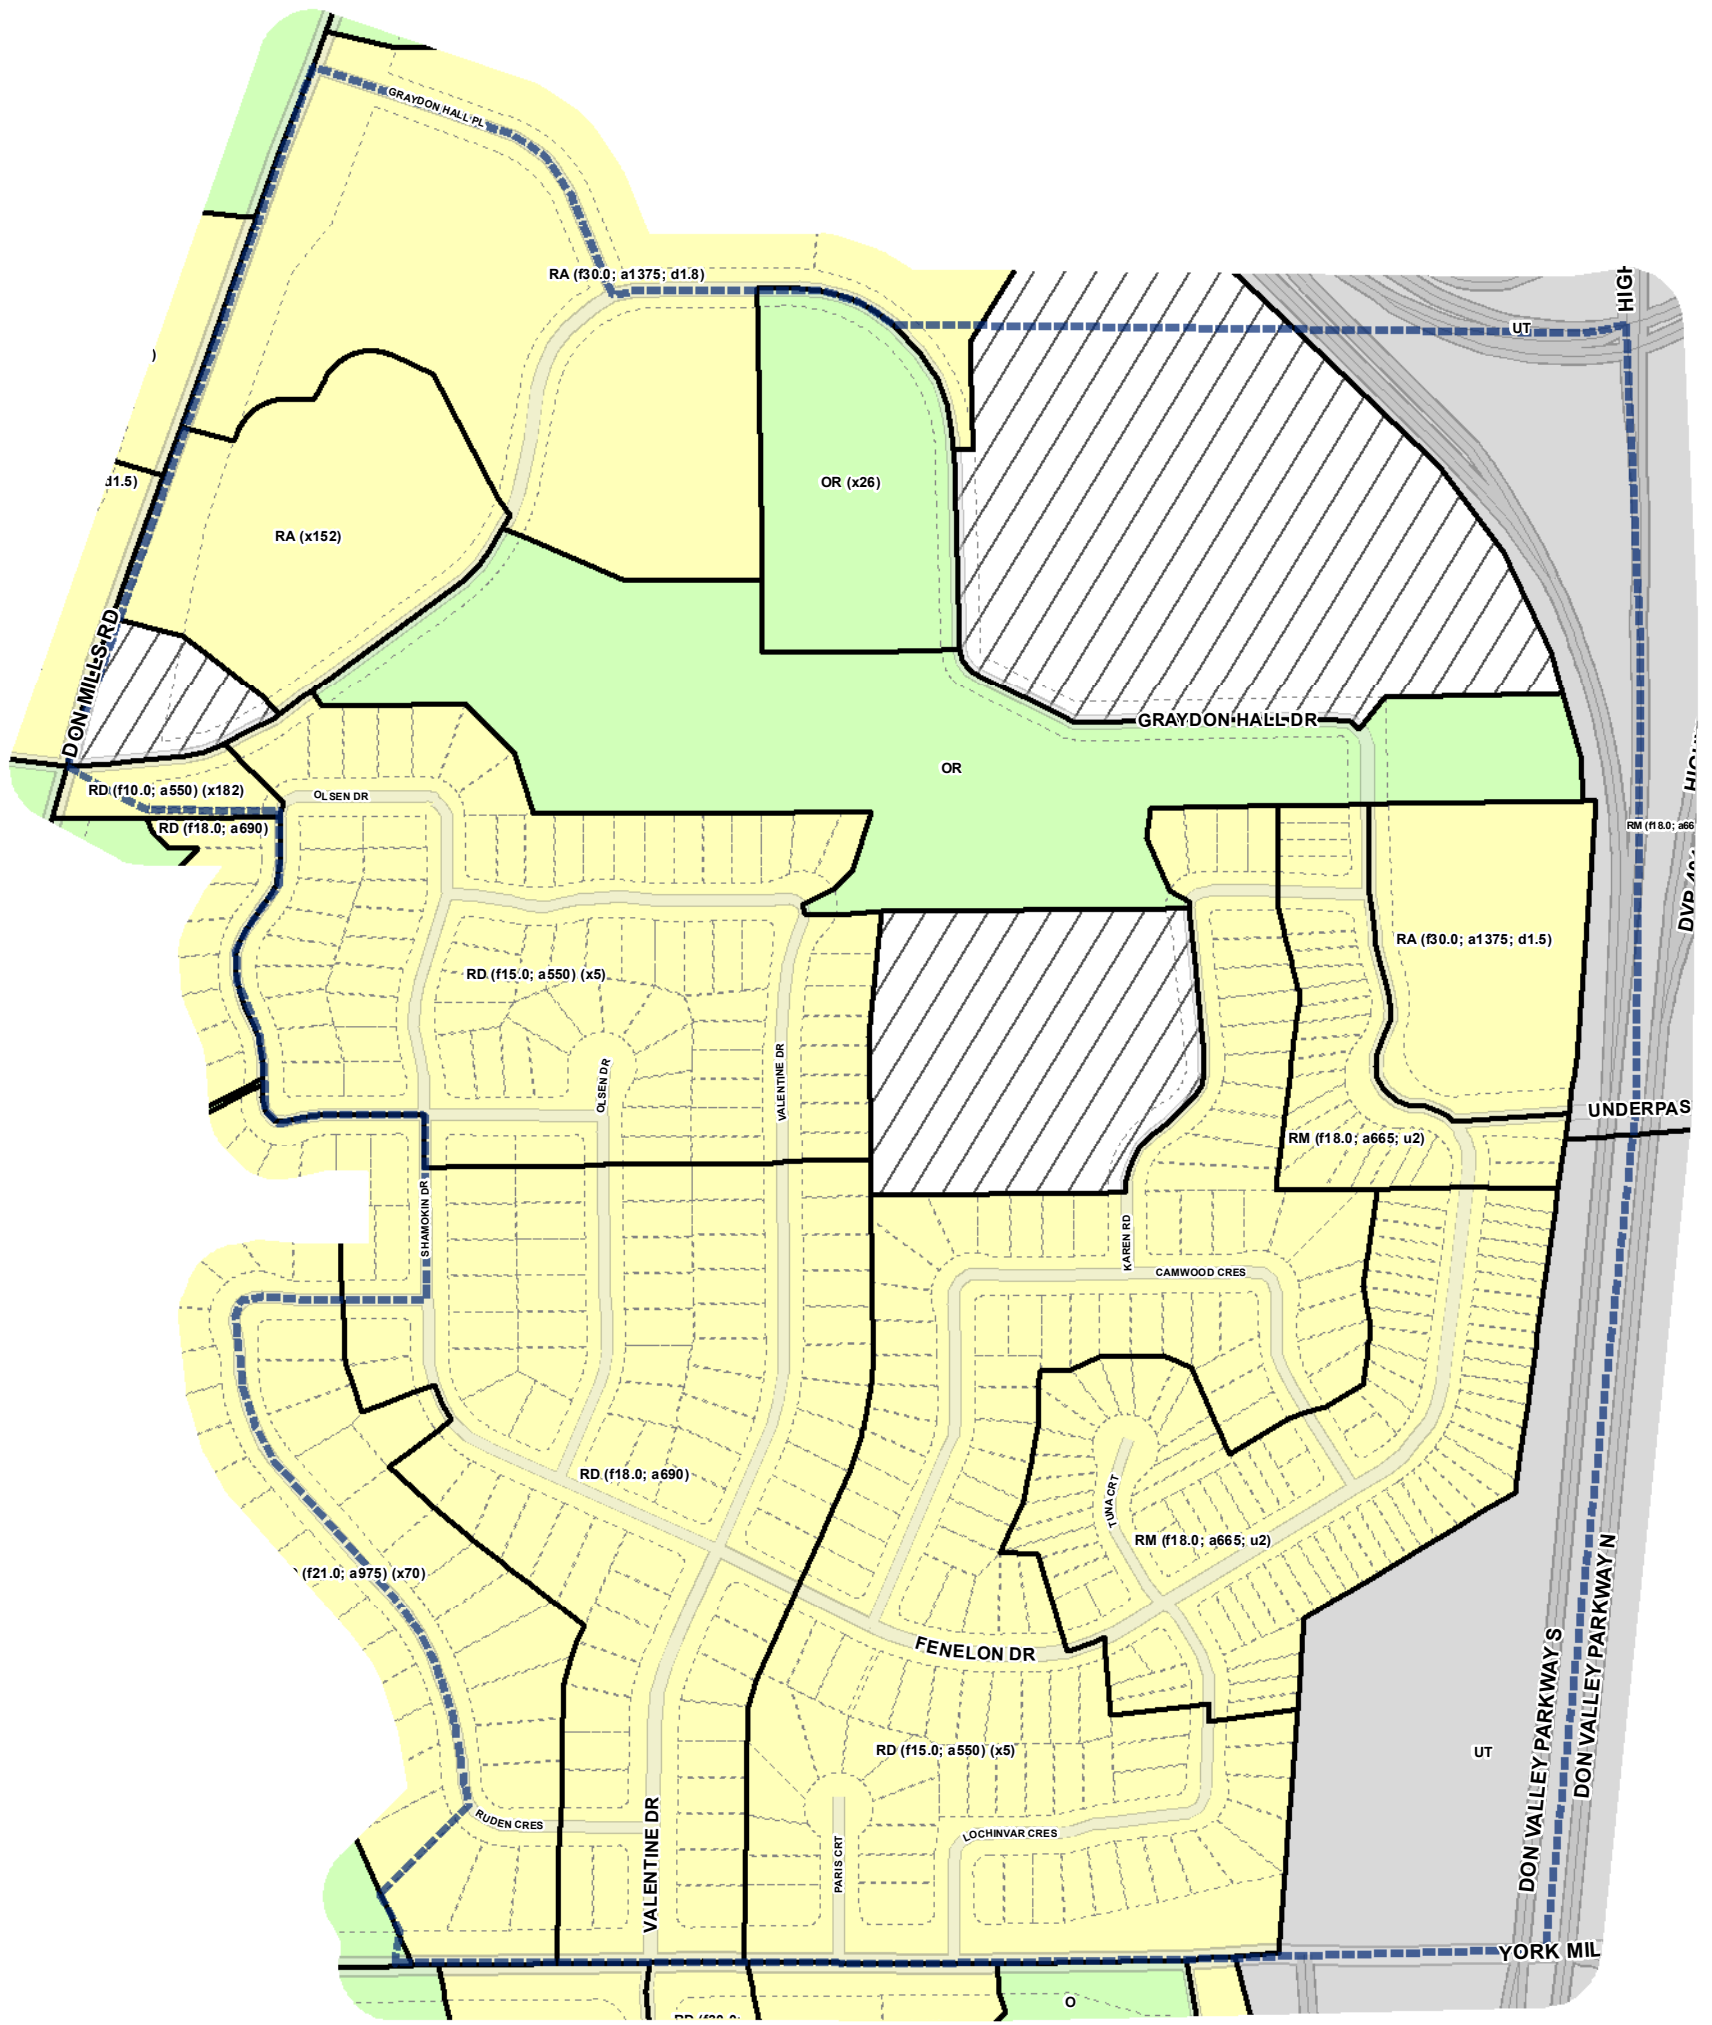 GRAYDON HALL PL
RA (f30.0; a1375; d1.8)
HIGH
UT
)
d1.5)
OR (x26)
RA (x152)
DON MILLS RD
GRAYDON HALL DR
OR
RD (f10.0; a550) (x182)
OLSEN DR
RD (f18.0; a690)
RM (f18.0; a66
DVP 401
RA (f30.0; a1375; d1.5)
RD (f15.0; a550) (x5)
OLSEN DR
VALENTINE DR
UNDERPAS
RM (f18.0; a665; u2)
SHAMOKIN DR
KAREN RD
CAMWOOD CRES
RD (f18.0; a690)
TUNA CRT
RM (f18.0; a665; u2)
(f21.0; a975) (x70)
FENELON DR
DON VALLEY PARKWAY S
DON VALLEY PARKWAY N
RD (f15.0; a550) (x5)
UT
RUDEN CRES
VALENTINE DR
PARIS CRT
LOCHINVAR CRES
YORK MIL
O